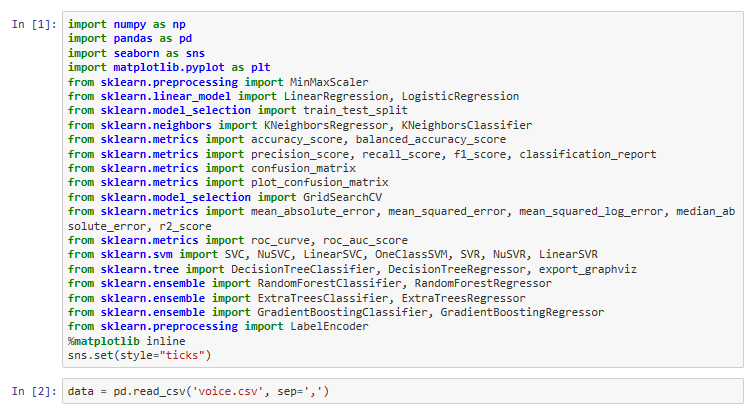 In [1]: import numpy as np
import pandas as pd
import seaborn as sns
import matplotlib.pyplot as plt
from sklearn.preprocessing import MinMaxScaler
from sklearn.linear_model import LinearRegression, LogisticRegression
from sklearn.model_selection import train_test_split
from sklearn.neighbors import KNeighborsRegressor, KNeighborsClassifier
from sklearn.metrics import accuracy_score, balanced_accuracy_score
from sklearn.metrics import precision_score, recall_score, f1_score, classification_report
from sklearn.metrics import confusion_matrix
from sklearn.metrics import plot_confusion_matrix
from sklearn.model_selection import GridSearchCV
from sklearn.metrics import mean_absolute_error, mean_squared_error, mean_squared_log_error, median_ab
solute_error, r2_score
from sklearn.metrics import roc_curve, roc_auc_score
from sklearn.svm import SVC, NuSVC, LinearSVC, OneClassSVM, SVR, NuSVR, LinearSVR
from sklearn.tree import DecisionTreeClassifier, DecisionTreeRegressor, export_graphviz
from sklearn.ensemble import RandomForestClassifier, RandomForestRegressor
from sklearn.ensemble import ExtraTreesClassifier, ExtraTreesRegressor
from sklearn.ensemble import GradientBoostingClassifier, GradientBoostingRegressor
from sklearn.preprocessing import LabelEncoder
%matplotlib inline
sns.set(style="ticks")
In [2]: data = pd.read_csv('voice.csv', sep=',')